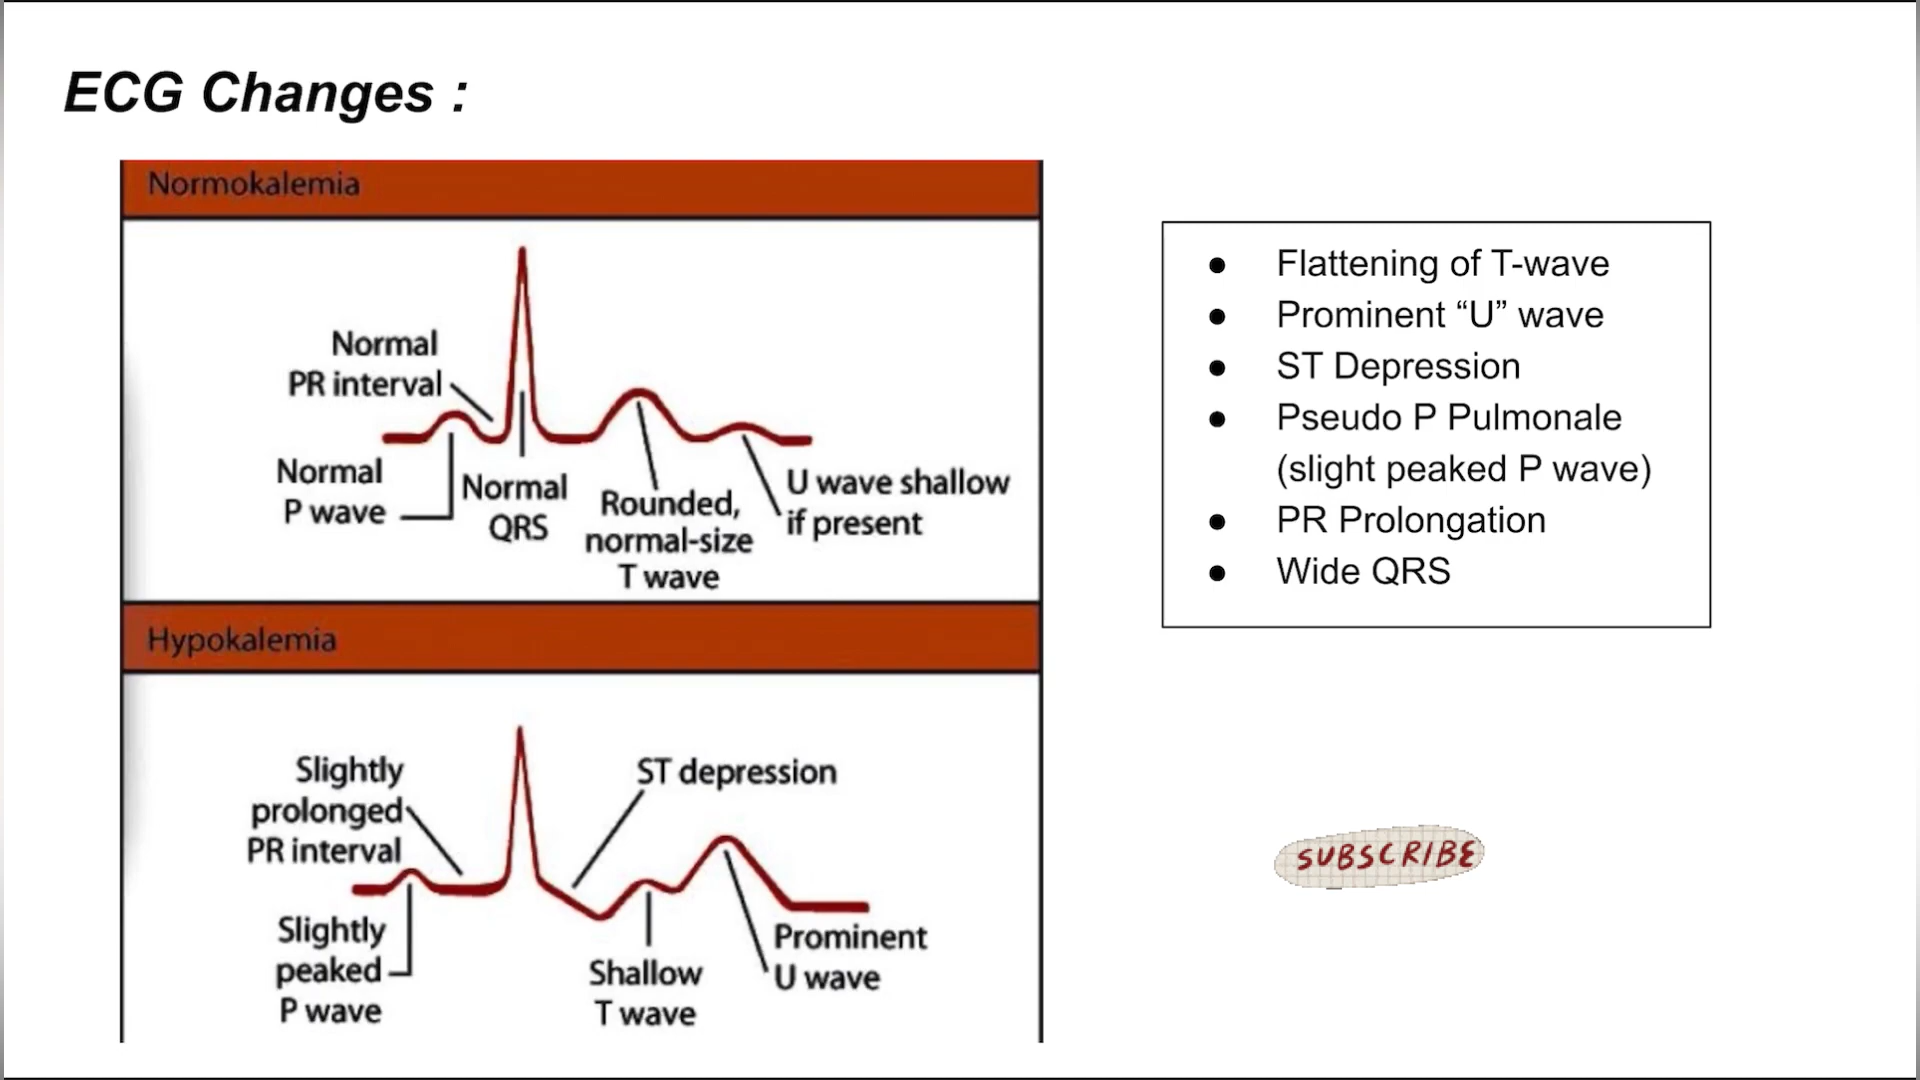 ECG Changes :
Normokalemia
Normal
PR interval
Normal
P wave
Normal
QRS
Rounded,
normal-size
T wave
U wave shallow
if present
Hypokalemia
Slightly
prolonged
PR interval
ST depression
Slightly
peaked
P wave
Shallow
T wave
Prominent
U wave
● Flattening of T-wave
● Prominent “U” wave
● ST Depression
● Pseudo P Pulmonale
(slight peaked P wave)
● PR Prolongation
● Wide QRS
SUBSCRIBE